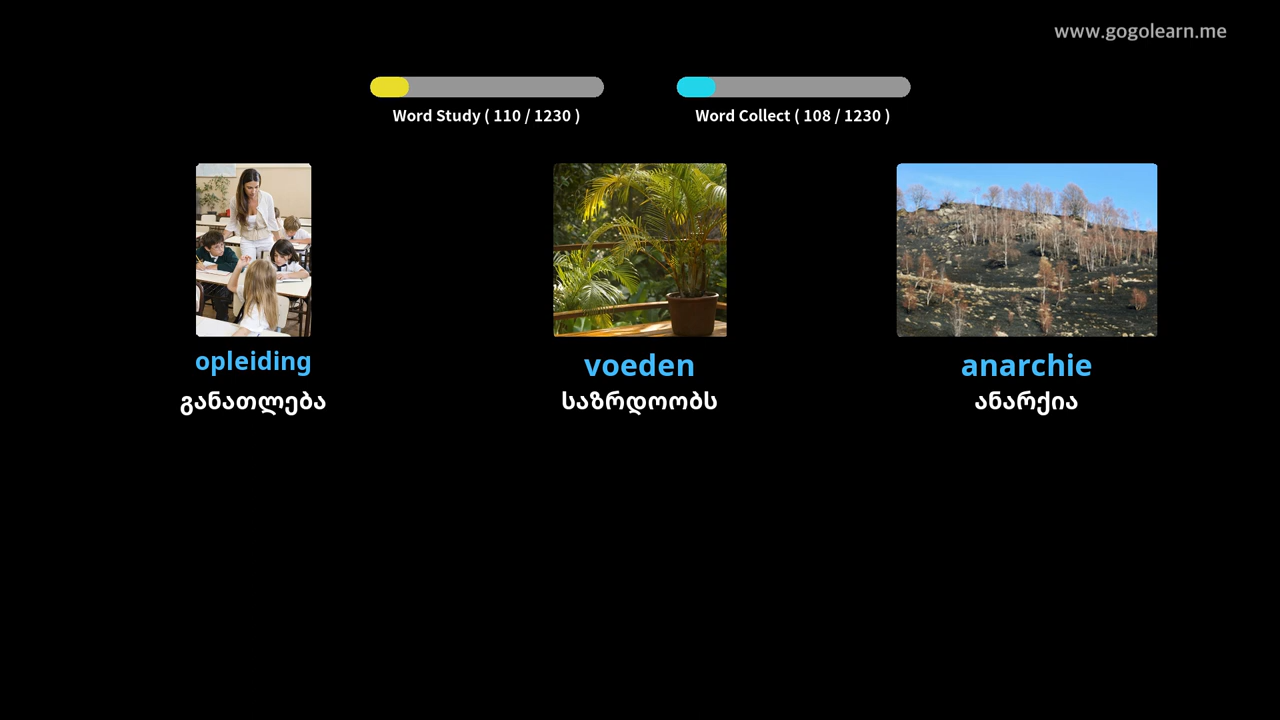 www.gogolearn.me
Word Study ( 110 / 1230 )
Word Collect ( 108 / 1230 )
opleiding
voeden
anarchie
განათლება
საზრდოობს
ანარქია